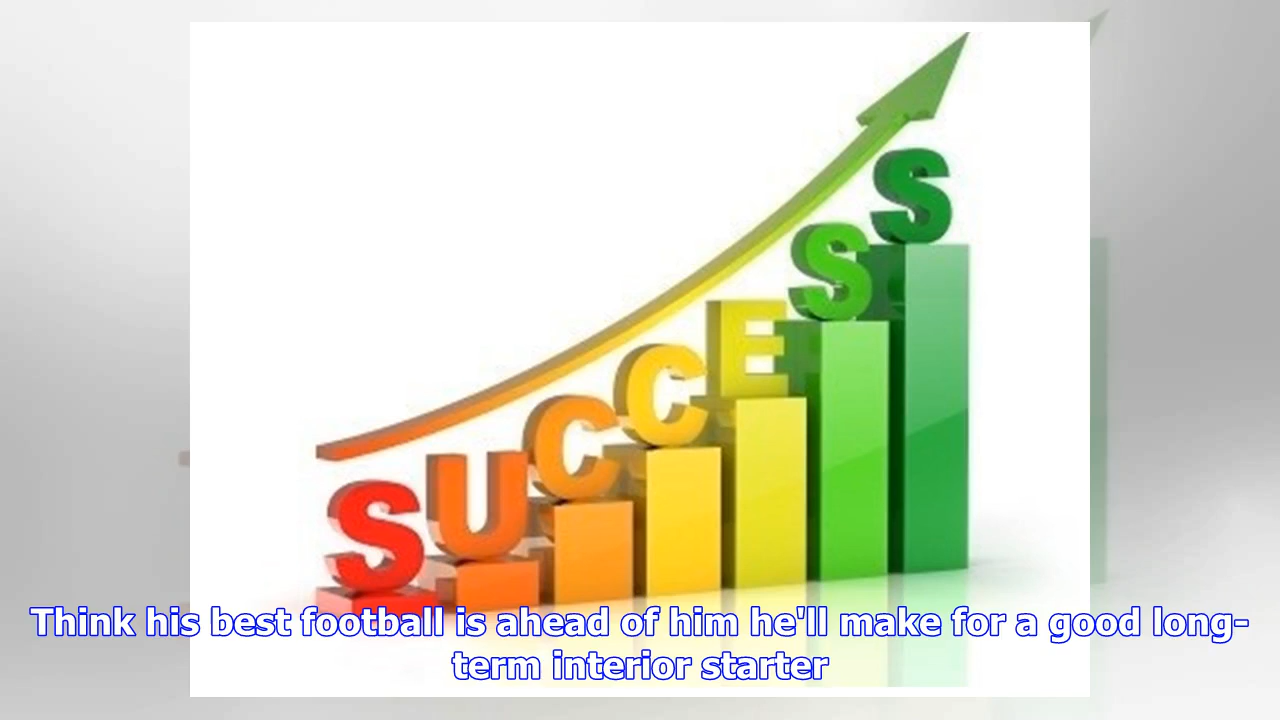 SUCCESS
Think his best football is ahead of him he'll make for a good long-
term interior starter